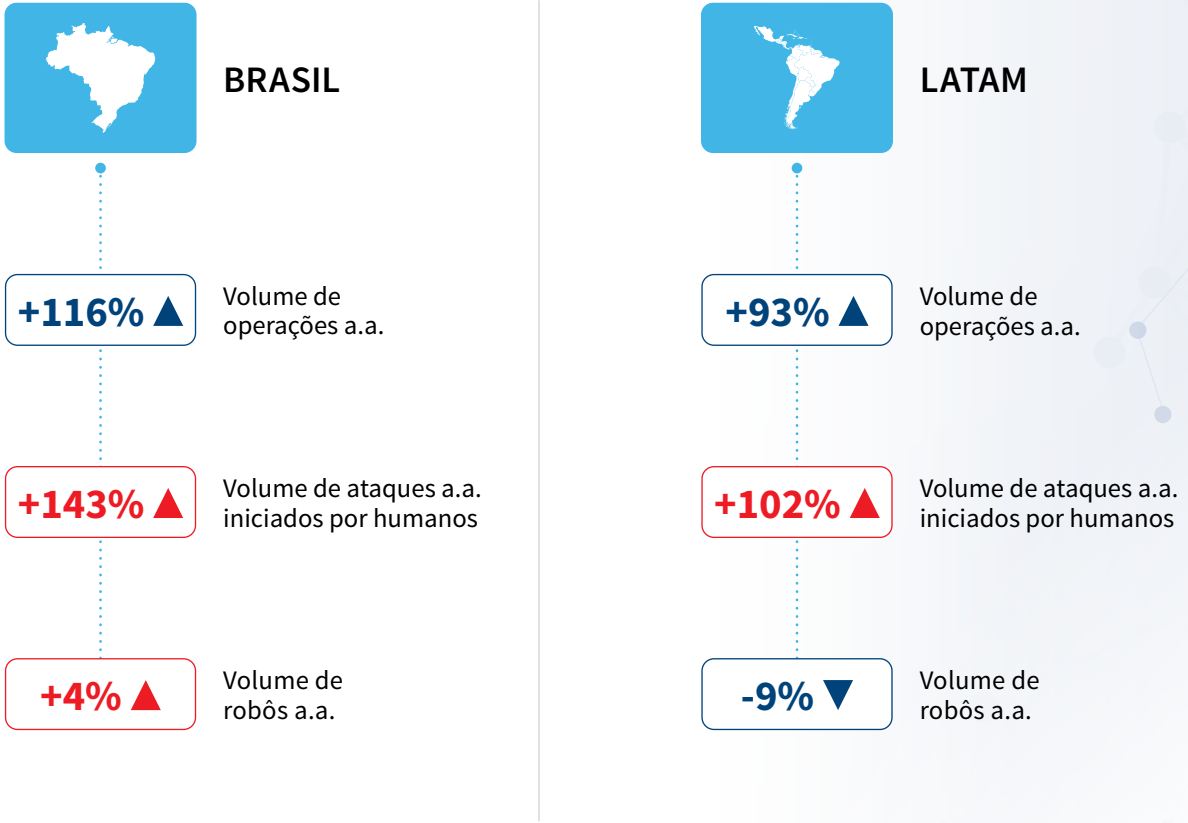 BRASIL
+116% ▲
Volume de
operações a.a.
+143% ▲
Volume de ataques a.a.
iniciados por humanos
+4% ▲
Volume de
robôs a.a.
LATAM
+93% ▲
Volume de
operações a.a.
+102% ▲
Volume de ataques a.a.
iniciados por humanos
-9% ▼
Volume de
robôs a.a.